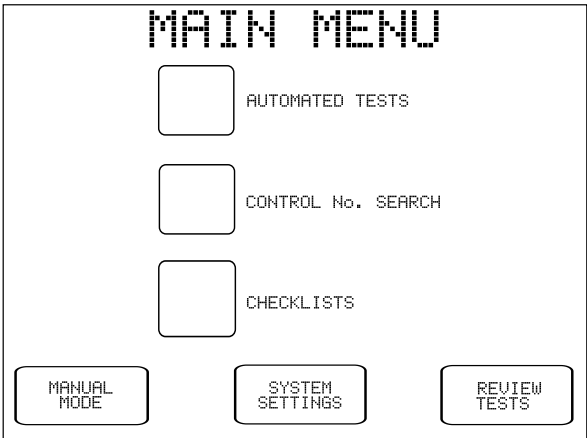 MAIN MENU
AUTOMATED TESTS
CONTROL No. SEARCH
CHECKLISTS
MANUAL
MODE
SYSTEM
SETTINGS
REVIEW
TESTS